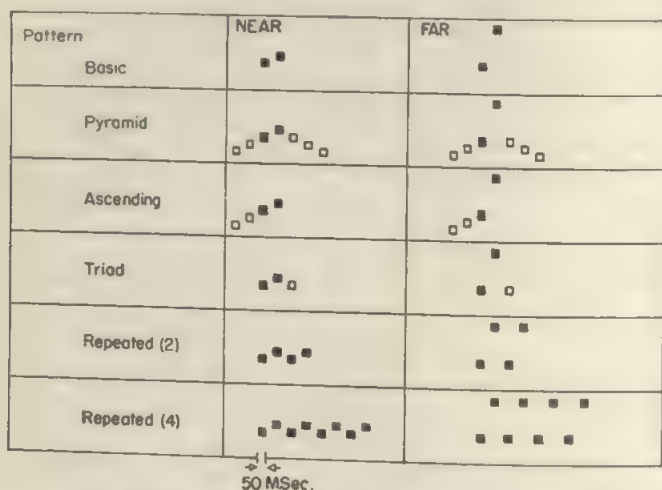 Pattern NEAR FAR
Basic
Pyramid
Ascending
Triad
Repeated (2)
Repeated (4)
50 MSec.